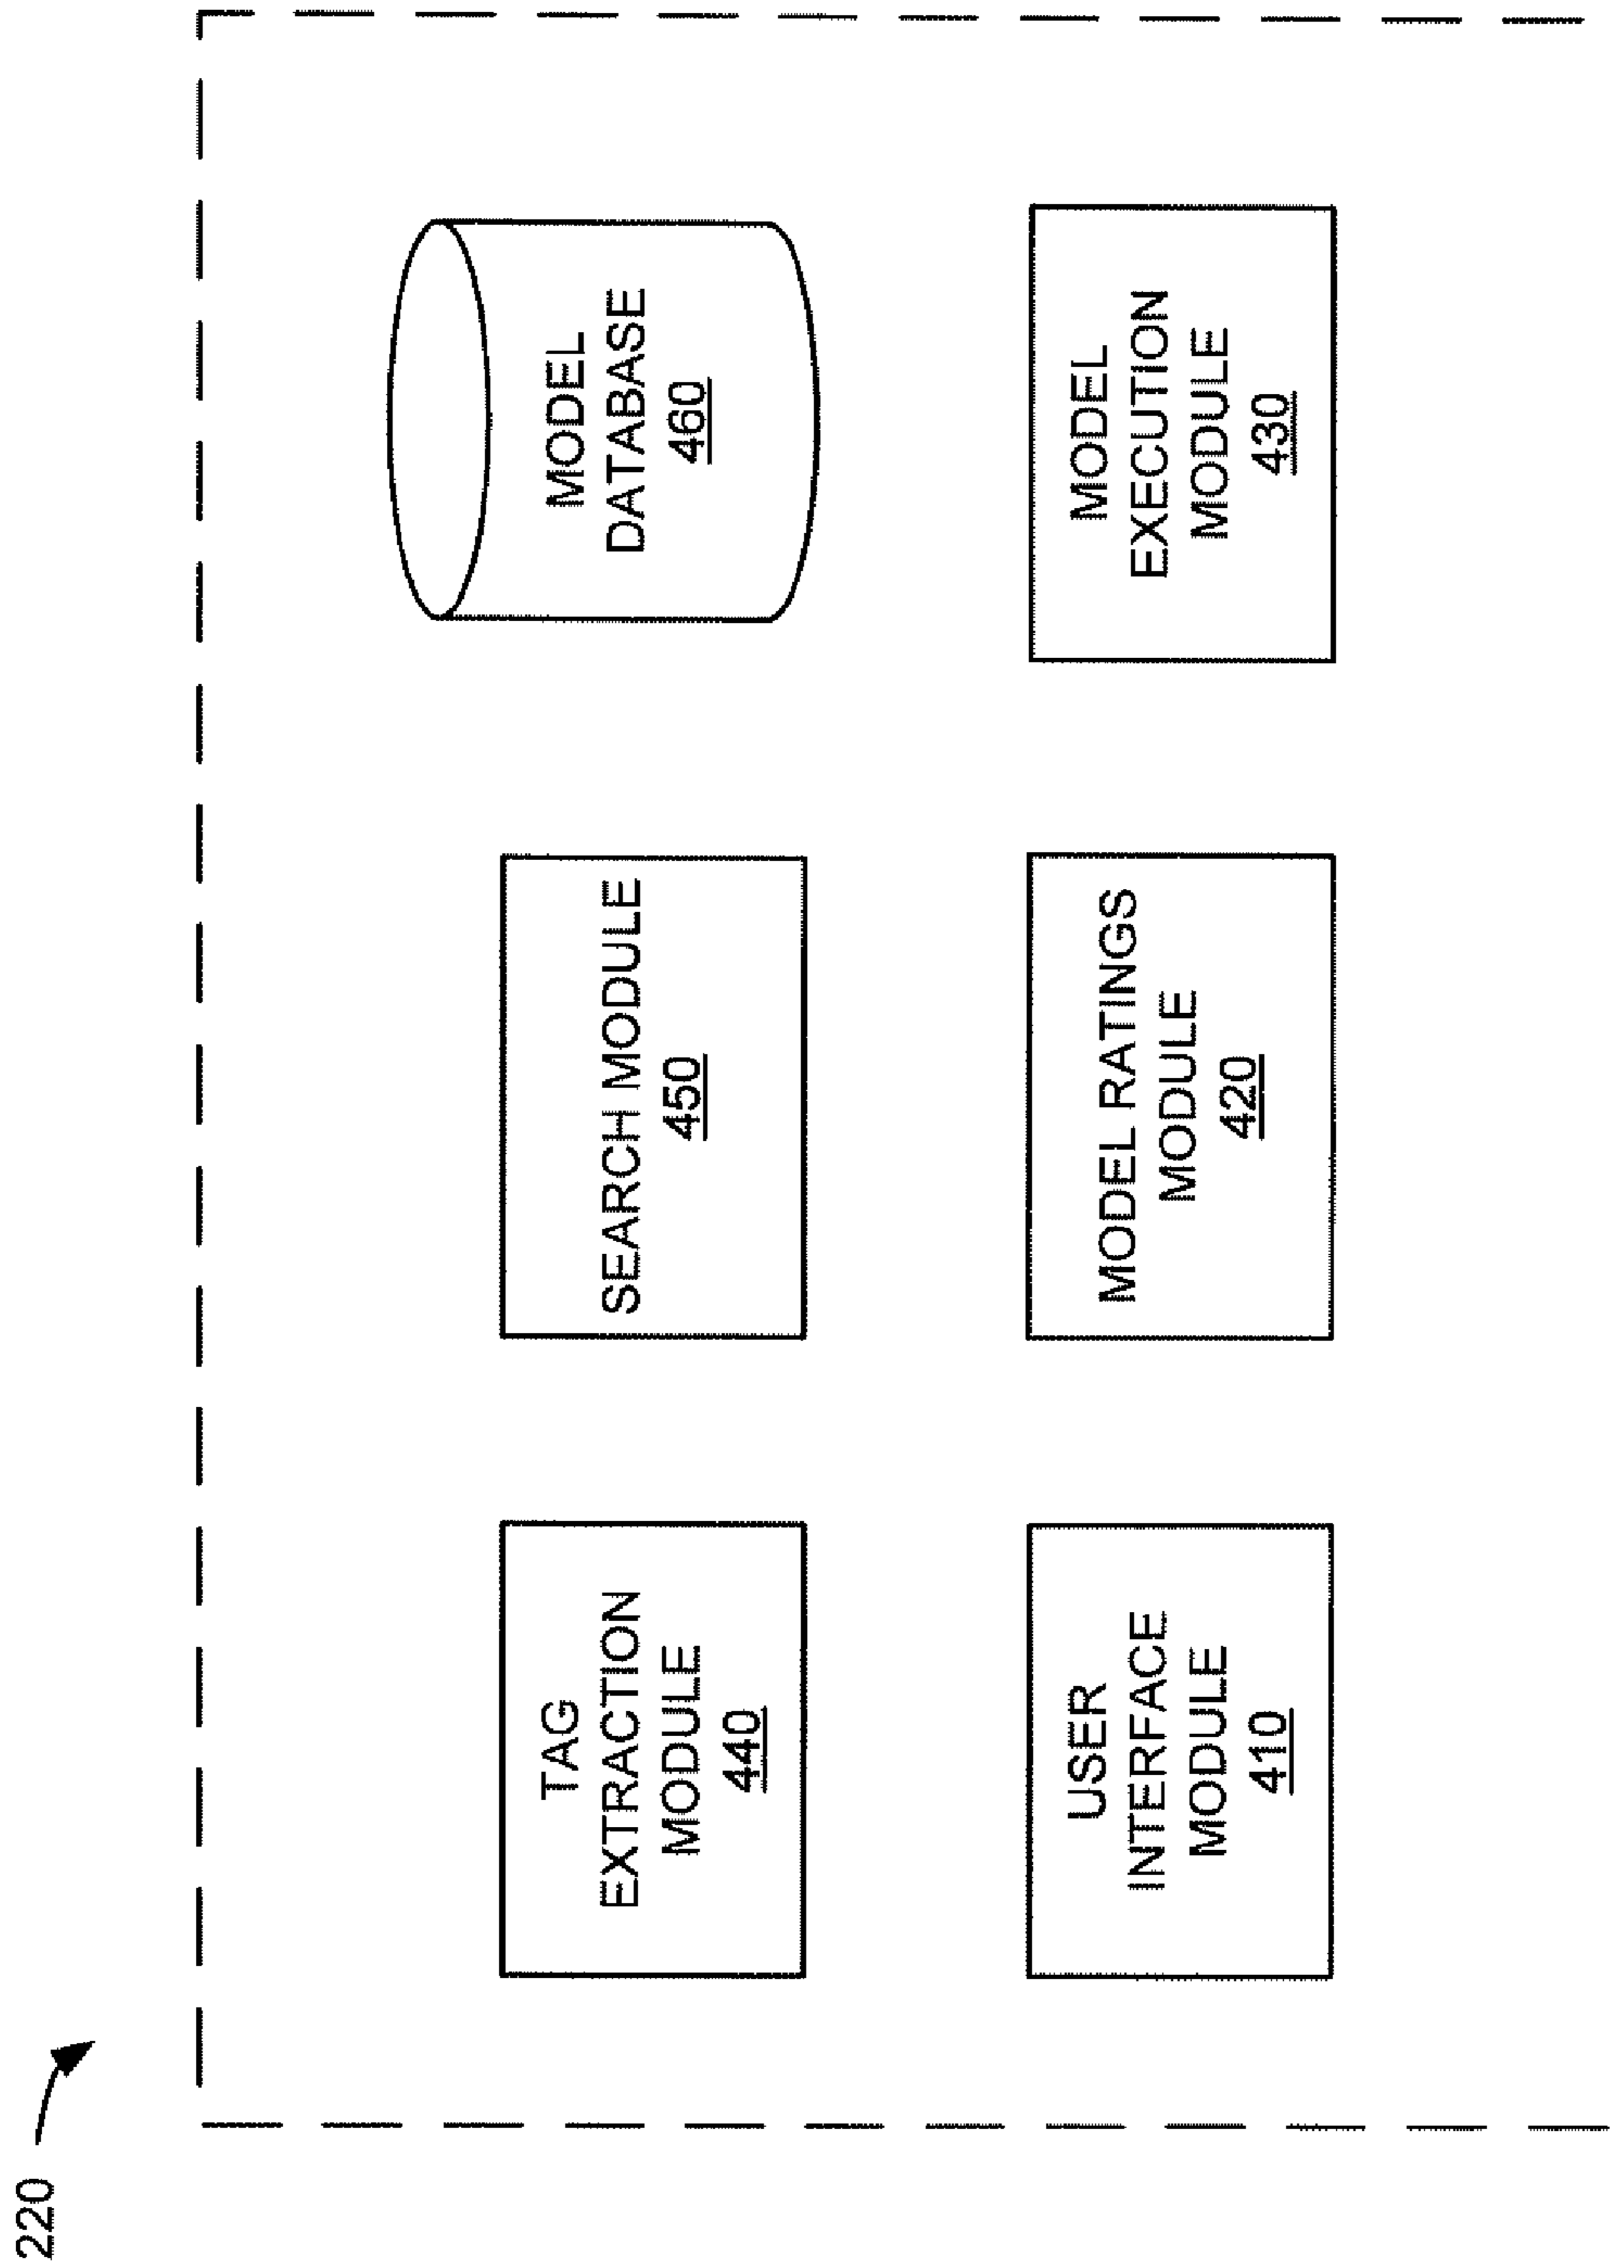 220
TAG
EXTRACTION
MODULE
440
SEARCH MODULE
450
MODEL
DATABASE
460
USER
INTERFACE
MODULE
410
MODEL RATINGS
MODULE
420
MODEL
EXECUTION
MODULE
430